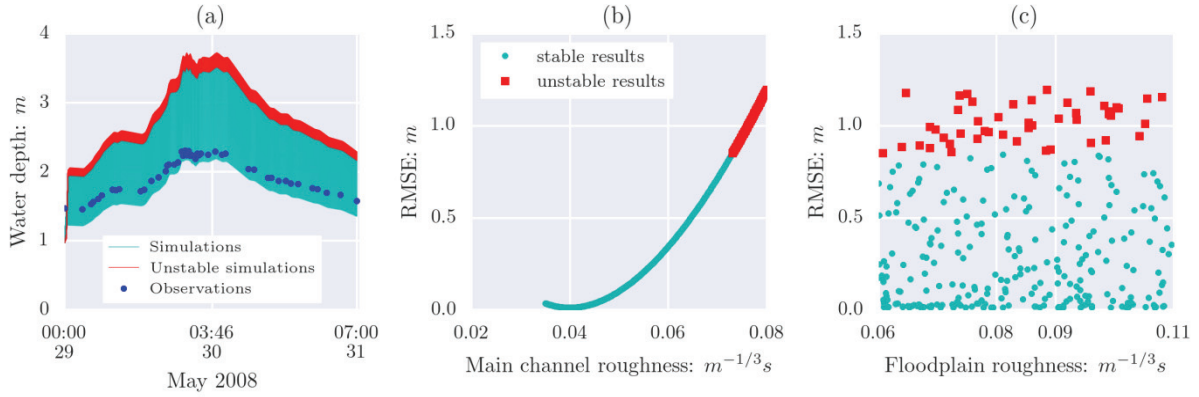 (a)
4
3
2
1
0
Water depth: m
Simulations
Unstable simulations
Observations
00:00
29
03:46
30
07:00
31
May 2008
(b)
1.5
1.0
0.5
0.0
RMSE: m
stable results
unstable results
0.02
0.04
0.06
0.08
Main channel roughness: m^{-1/3}s
(c)
1.5
1.0
0.5
0.0
RMSE: m
0.06
0.08
0.09
0.11
Floodplain roughness: m^{-1/3}s